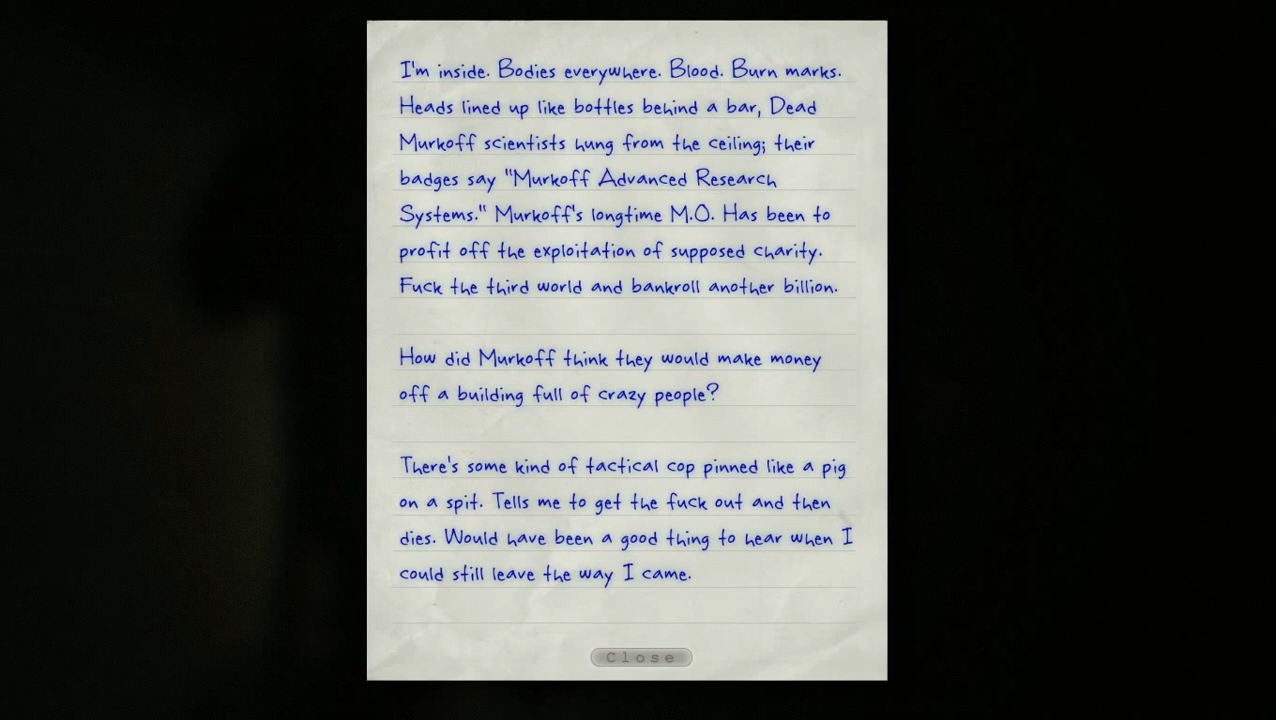 I'm inside. Bodies everywhere. Blood. Burn marks.
Heads lined up like bottles behind a bar, Dead
Murkoff scientists hung from the ceiling; their
badges say "Murkoff Advanced Research
Systems." Murkoff's longtime M.O. Has been to
profit off the exploitation of supposed charity.
Fuck the third world and bankroll another billion.
How did Murkoff think they would make money
off a building full of crazy people?
There's some kind of tactical cop pinned like a pig
on a spit. Tells me to get the fuck out and then
dies. Would have been a good thing to hear when I
could still leave the way I came.
Close